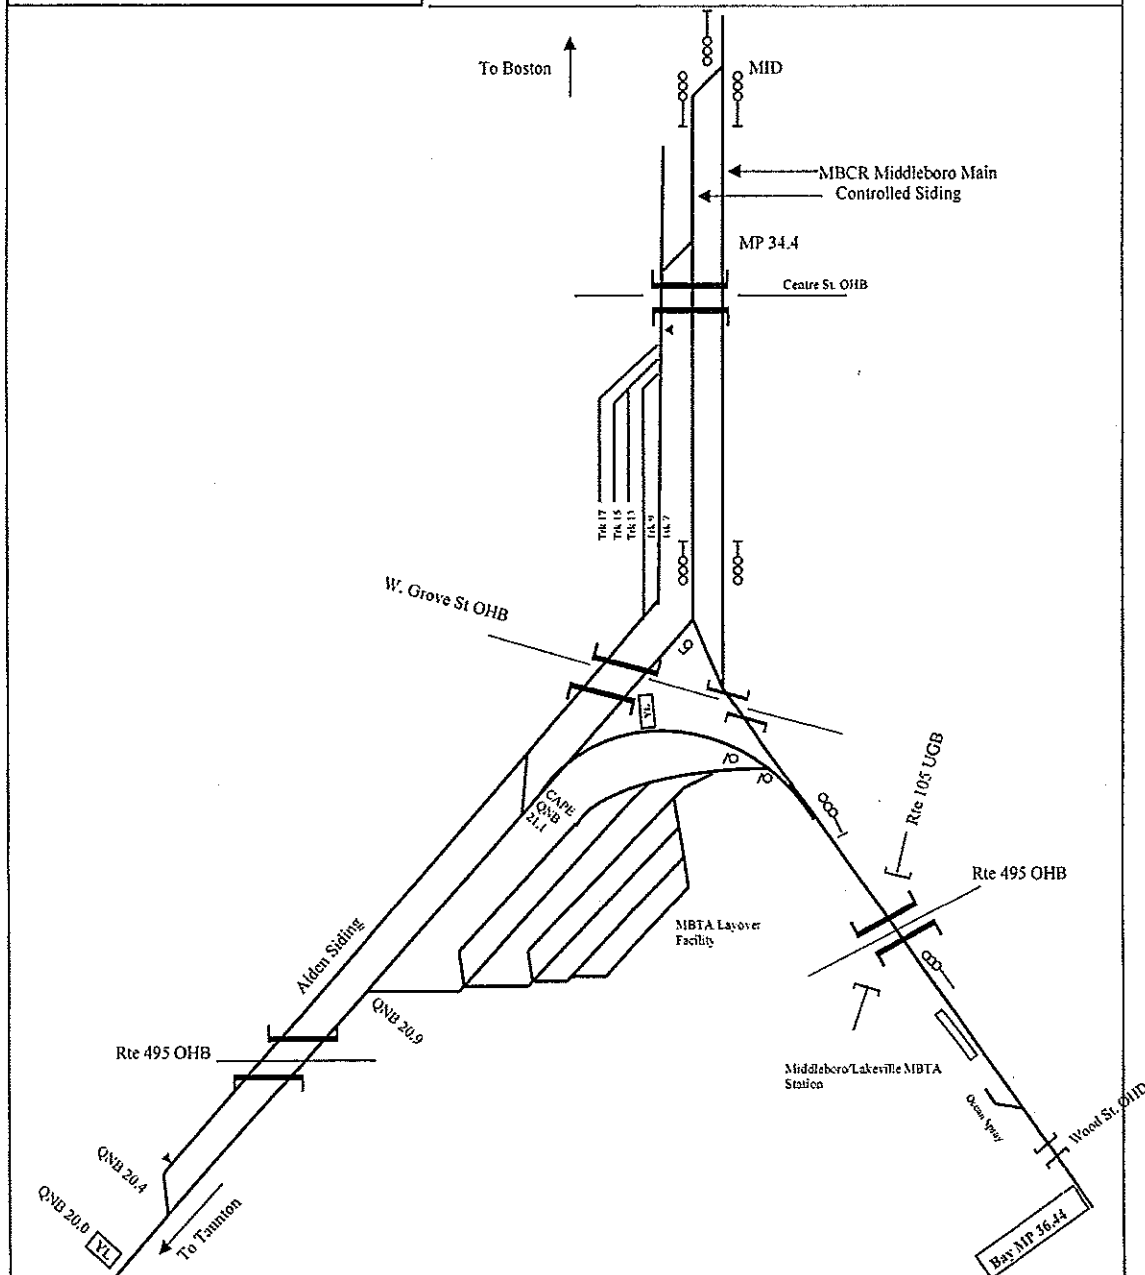 To Boston
MID
MBCR Middleboro Main
Controlled Siding
MP 34.4
Centre St. OHB
Trk 17
Trk 15
Trk 13
Trk 9
Trk 7
W. Grove St OHB
YL
CAPE
QNB
21.1
Rte 105 UGB
Rte 495 OHB
MBTA Layover
Facility
Alden Siding
QNB 20.9
Rte 495 OHB
Middleboro/Lakeville MBTA
Station
Ocean Spray
Wood St. OHB
QNB 20.4
QNB 20.0
YL
To Taunton
Bay MP 36.44